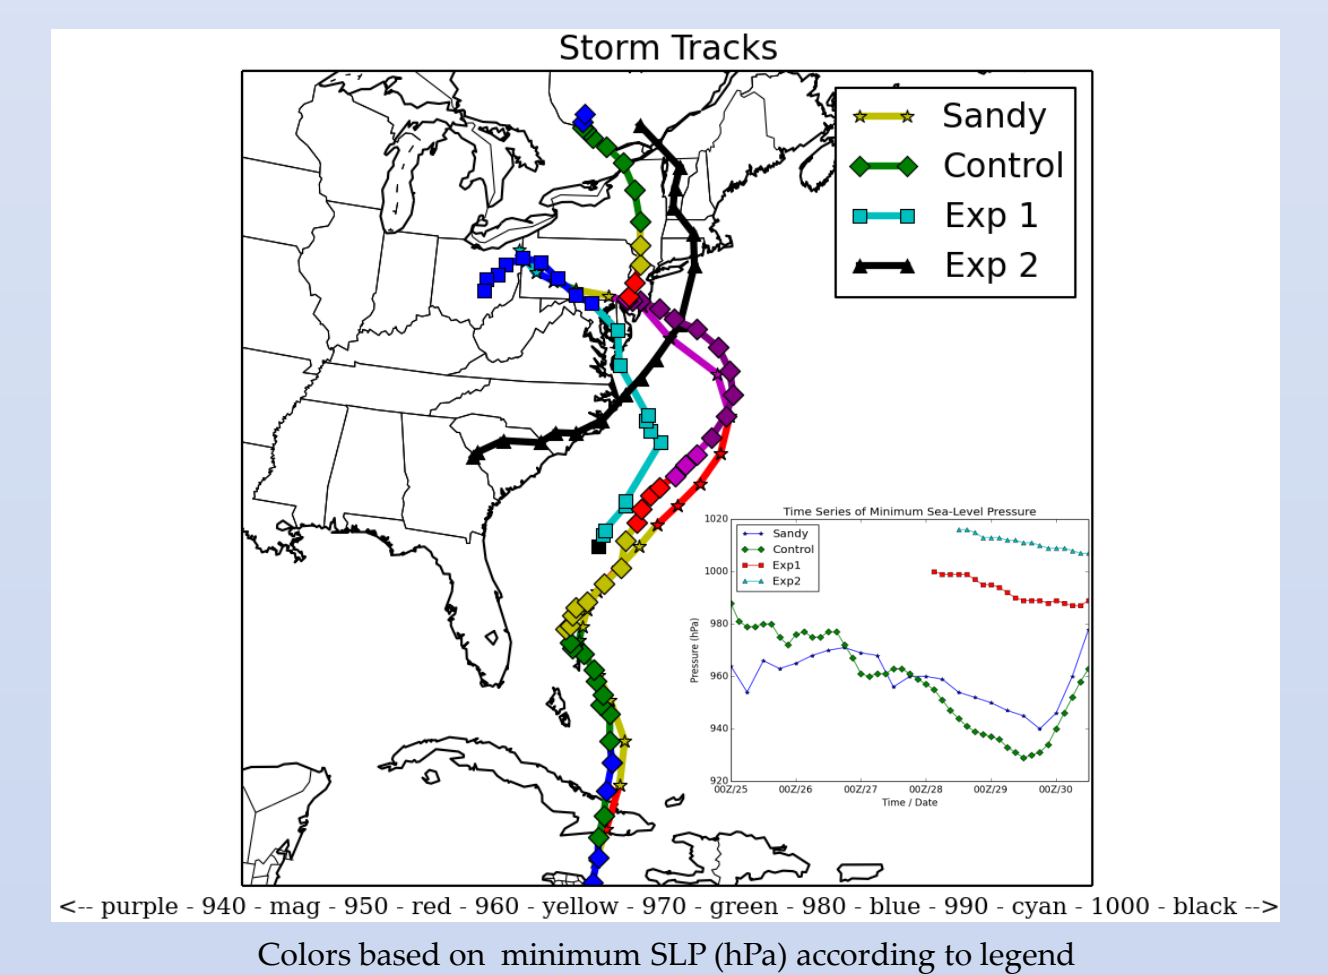 Storm Tracks
Sandy
Control
Exp 1
Exp 2
Time Series of Minimum Sea-Level Pressure
Sandy
Control
Exp1
Exp2
1020
1000
980
960
940
920
Pressure (hPa)
00Z/25 00Z/26 00Z/27 00Z/28 00Z/29 00Z/30
Time / Date
<-- purple - 940 - mag - 950 - red - 960 - yellow - 970 - green - 980 - blue - 990 - cyan - 1000 - black -->
Colors based on minimum SLP (hPa) according to legend